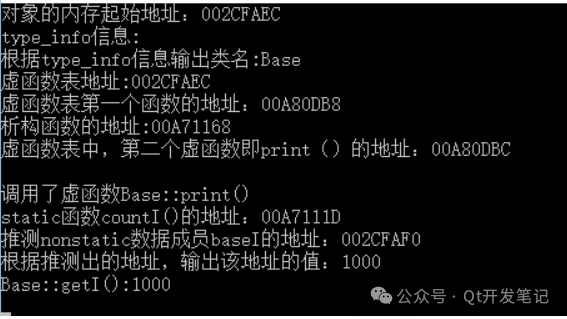 对象的内存起始地址：002CFAEC
type_info信息:
根据type_info信息输出类名:Base
虚函数表地址:002CFAEC
虚函数表第一个函数的地址：00A80DB8
析构函数的地址:00A71168
虚函数表中，第二个虚函数即print（）的地址：00A80DBC
调用了虚函数Base::print()
static函数countI()的地址：00A7111D
推测nonstatic数据成员baseI的地址：002CFAF0
根据推测出的地址，输出该地址的值：1000
Base::getI():1000
公众号·Qt开发笔记